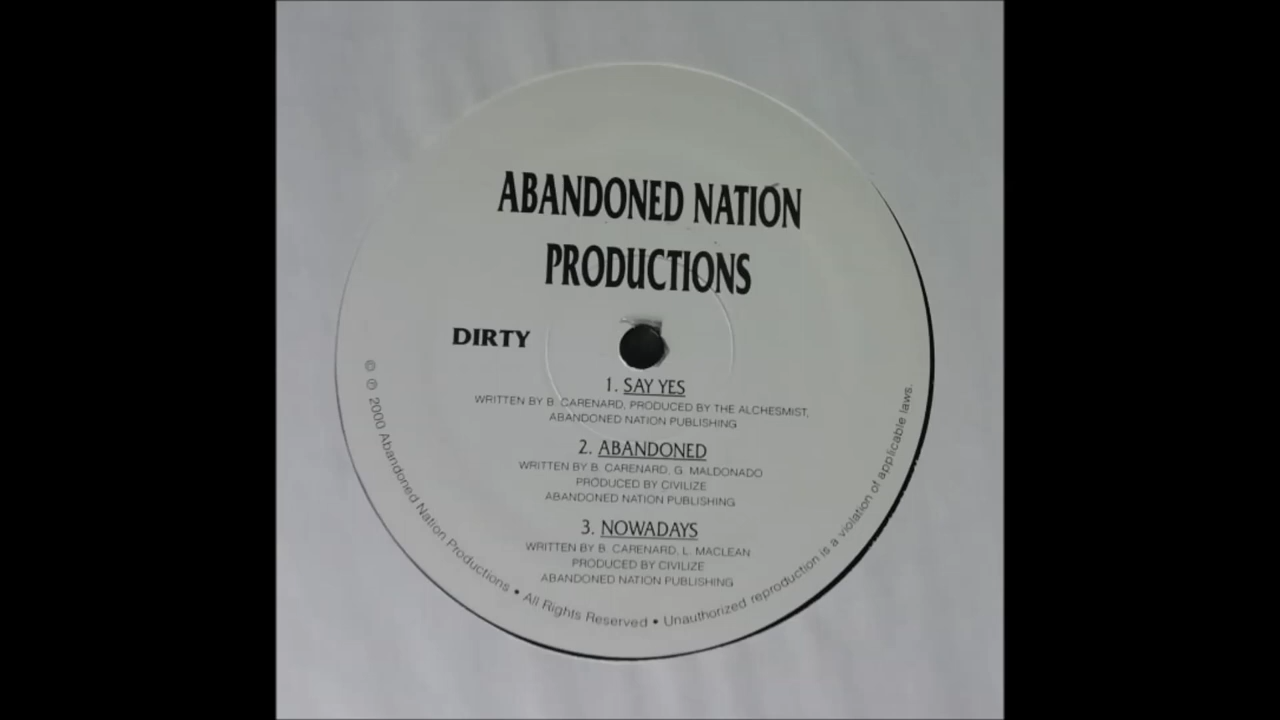 ABANDONED NATION
PRODUCTIONS
DIRTY
1. SAY YES
WRITTEN BY B. CARENARD, PRODUCED BY THE ALCHESMIST,
ABANDONED NATION PUBLISHING
2. ABANDONED
WRITTEN BY B. CARENARD, G. MALDONADO
PRODUCED BY CIVILIZE
ABANDONED NATION PUBLISHING
3. NOWADAYS
WRITTEN BY B. CARENARD, L. MACLEAN
PRODUCED BY CIVILIZE
ABANDONED NATION PUBLISHING
© ℗ 2000 Abandoned Nation Productions • All Rights Reserved • Unauthorized reproduction is a violation of applicable laws.